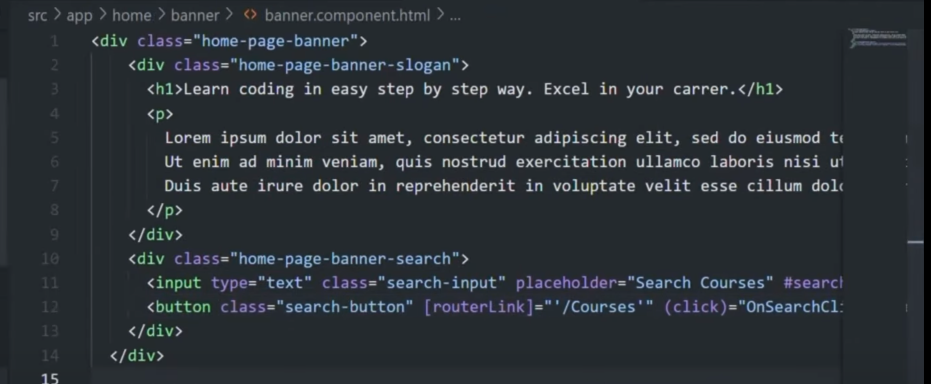 src > app > home > banner > <> banner.component.html > ...
1 <div class="home-page-banner">
2 <div class="home-page-banner-slogan">
3 <h1>Learn coding in easy step by step way. Excel in your carrer.</h1>
4 <p>
5 Lorem ipsum dolor sit amet, consectetur adipiscing elit, sed do eiusmod
6 Ut enim ad minim veniam, quis nostrud exercitation ullamco laboris nisi
7 Duis aute irure dolor in reprehenderit in voluptate velit esse cillum
8 </p>
9 </div>
10 <div class="home-page-banner-search">
11 <input type="text" class="search-input" placeholder="Search Courses" #search
12 <button class="search-button" [routerLink]="'/Courses'" (click)="OnSearchCli
13 </div>
14 </div>
15